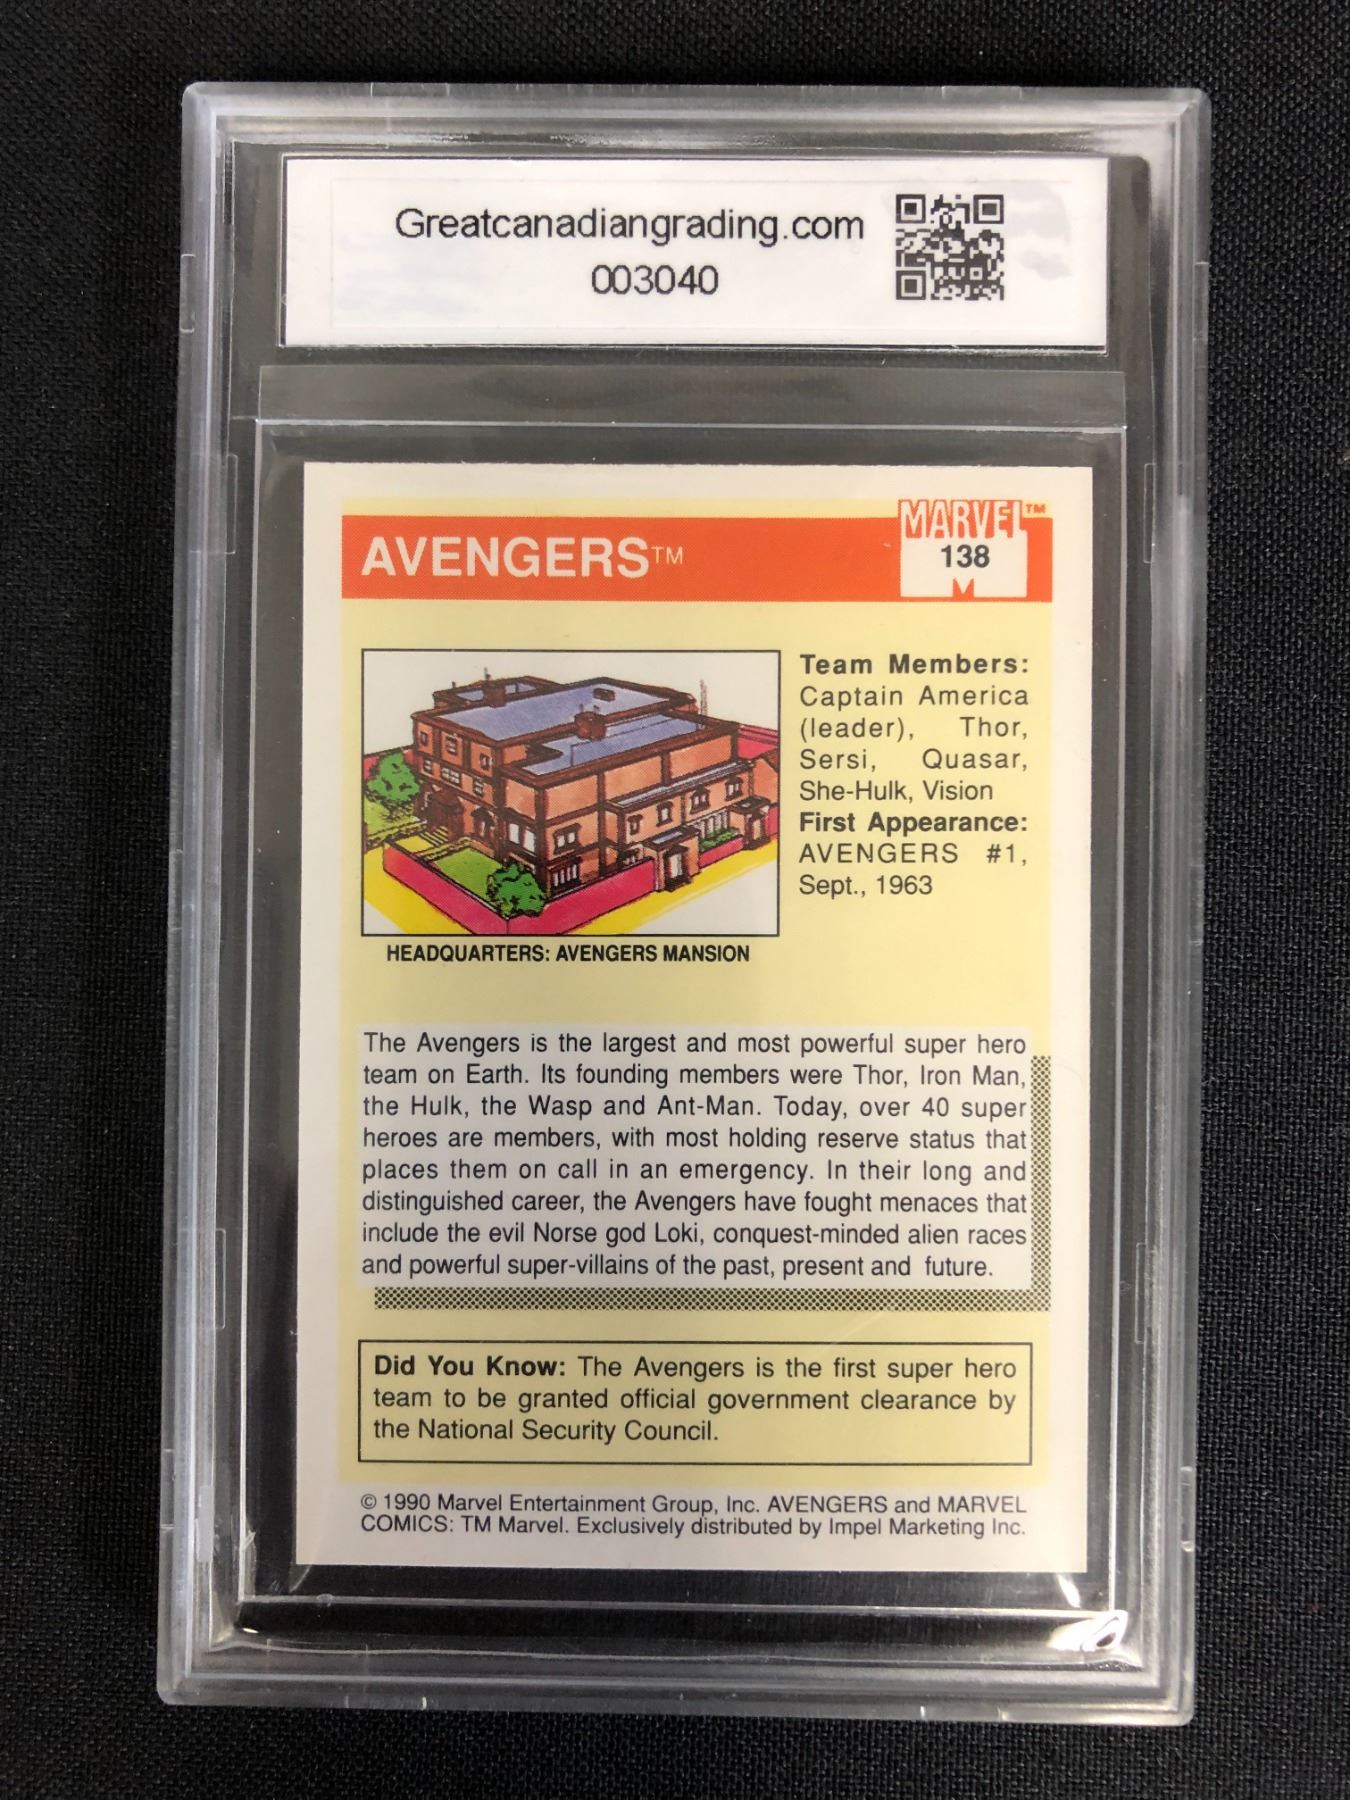 Greatcanadiangrading.com
003040
AVENGERS™
MARVEL™
138
Team Members:
Captain America
(leader), Thor,
Sersi, Quasar,
She-Hulk, Vision
First Appearance:
AVENGERS #1,
Sept., 1963
HEADQUARTERS: AVENGERS MANSION
The Avengers is the largest and most powerful super hero
team on Earth. Its founding members were Thor, Iron Man,
the Hulk, the Wasp and Ant-Man. Today, over 40 super
heroes are members, with most holding reserve status that
places them on call in an emergency. In their long and
distinguished career, the Avengers have fought menaces that
include the evil Norse god Loki, conquest-minded alien races
and powerful super-villains of the past, present and future.
Did You Know: The Avengers is the first super hero
team to be granted official government clearance by
the National Security Council.
© 1990 Marvel Entertainment Group, Inc. AVENGERS and MARVEL
COMICS: TM Marvel. Exclusively distributed by Impel Marketing Inc.